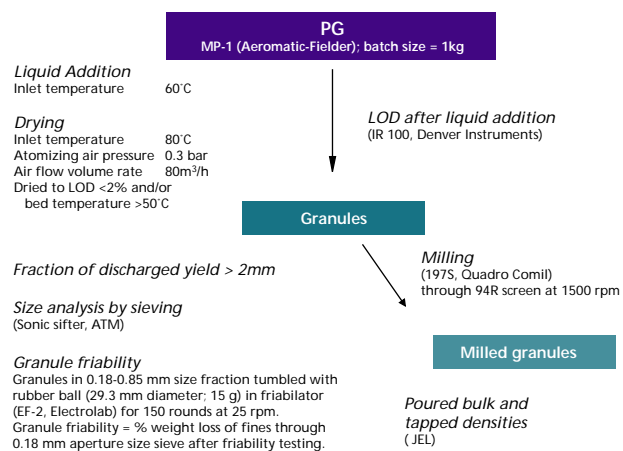 PG
MP-1 (Aeromatic-Fielder); batch size = 1kg
Liquid Addition
Inlet temperature 60°C
Drying
Inlet temperature 80°C
Atomizing air pressure 0.3 bar
Air flow volume rate 80m³/h
Dried to LOD <2% and/or
bed temperature >50°C
LOD after liquid addition
(IR 100, Denver Instruments)
Granules
Fraction of discharged yield > 2mm
Size analysis by sieving
(Sonic sifter, ATM)
Granule friability
Granules in 0.18-0.85 mm size fraction tumbled with
rubber ball (29.3 mm diameter; 15 g) in friabilator
(EF-2, Electrolab) for 150 rounds at 25 rpm.
Granule friability = % weight loss of fines through
0.18 mm aperture size sieve after friability testing.
Milling
(197S, Quadro Comil)
through 94R screen at 1500 rpm
Milled granules
Poured bulk and
tapped densities
(JEL)